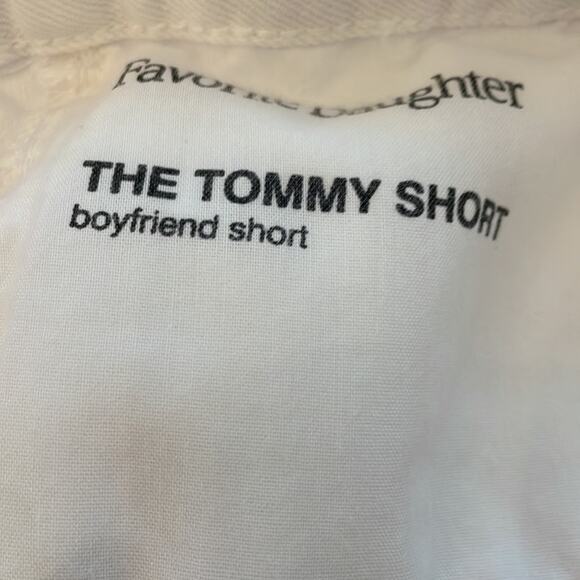 Favorite Daughter
THE TOMMY SHORT
boyfriend short